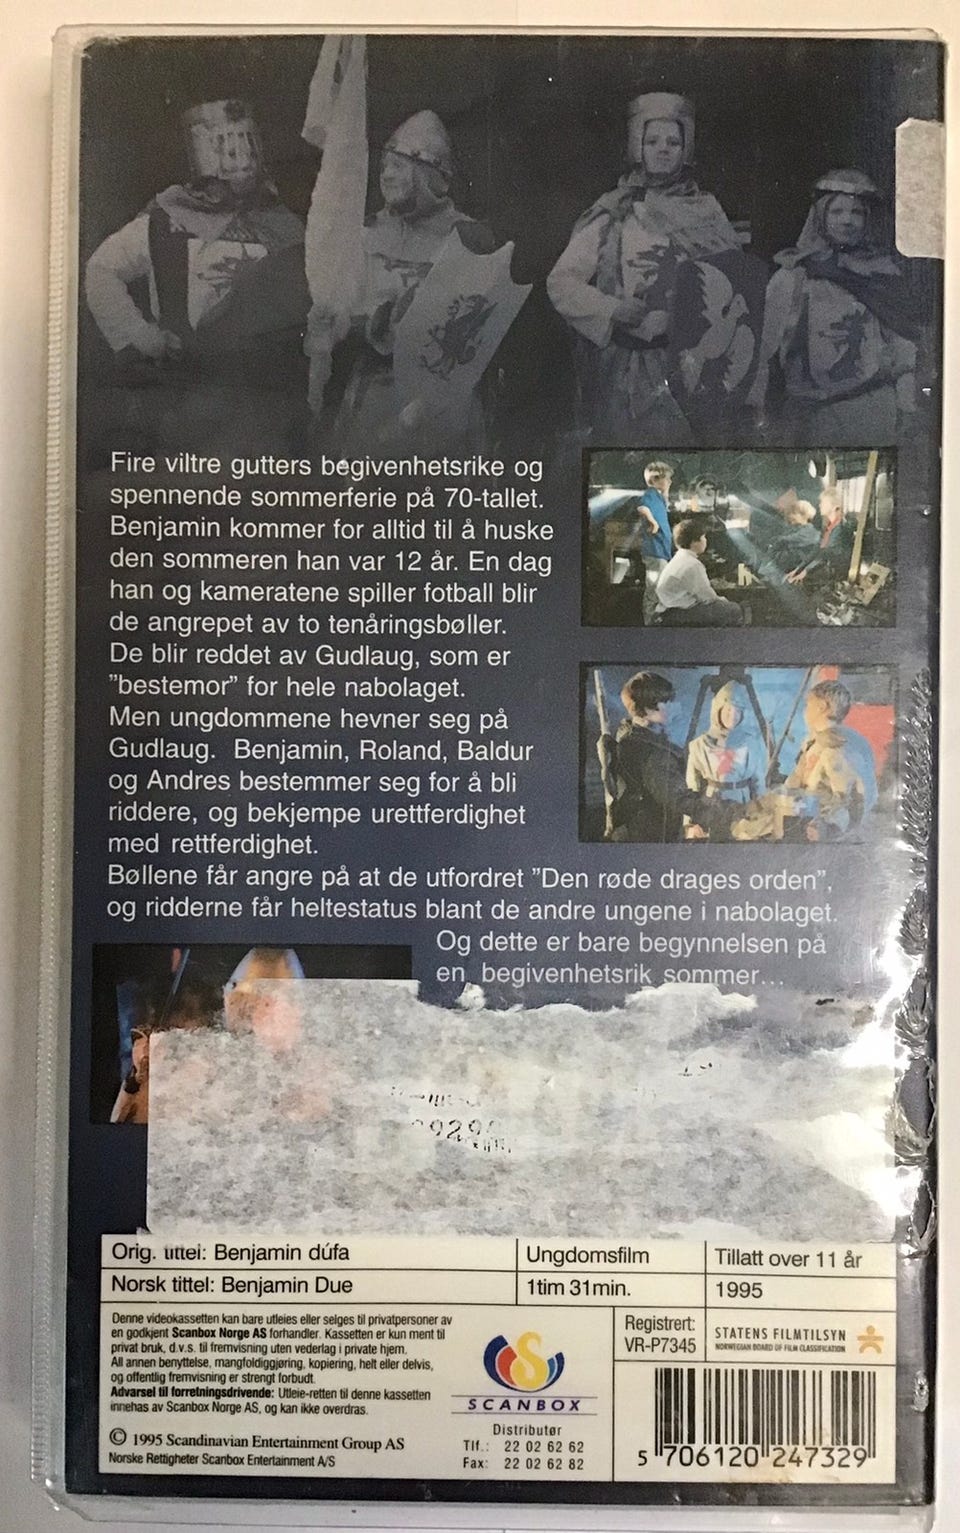 Fire viltre gutters begivenhetsrike og
spennende sommerferie på 70-tallet.
Benjamin kommer for alltid til å huske
den sommeren han var 12 år. En dag
han og kameratene spiller fotball blir
de angrepet av to tenåringsbøller.
De blir reddet av Gudlaug, som er
”bestemor” for hele nabolaget.
Men ungdommene hevner seg på
Gudlaug. Benjamin, Roland, Baldur
og Andres bestemmer seg for å bli
riddere, og bekjempe urettferdighet
med rettferdighet.
Bøllene får angre på at de utfordret ”Den røde drages orden”,
og ridderne får heltestatus blant de andre ungene i nabolaget.
Og dette er bare begynnelsen på
en begivenhetsrik sommer...
Orig. tittel: Benjamin dúfa
Ungdomsfilm
Tillatt over 11 år
Norsk tittel: Benjamin Due
1tim 31min.
1995
Denne videokassetten kan bare utleies eller selges til privatpersoner av
en godkjent Scanbox Norge AS forhandler. Kassetten er kun ment til
privat bruk, d.v.s. til fremvisning uten vederlag i private hjem.
All annen benyttelse, mangfoldiggjøring, kopiering, helt eller delvis,
og offentlig fremvisning er strengt forbudt.
Advarsel til forretningsdrivende: Utleie-retten til denne kassetten
innehas av Scanbox Norge AS, og kan ikke overdras.
© 1995 Scandinavian Entertainment Group AS
Norske Rettigheter Scanbox Entertainment A/S
SCANBOX
Distributør
Tlf.: 22 02 62 62
Fax: 22 02 62 82
Registrert:
VR-P7345
STATENS FILMTILSYN
NORWEGIAN BOARD OF FILM CLASSIFICATION
5 706120 247329